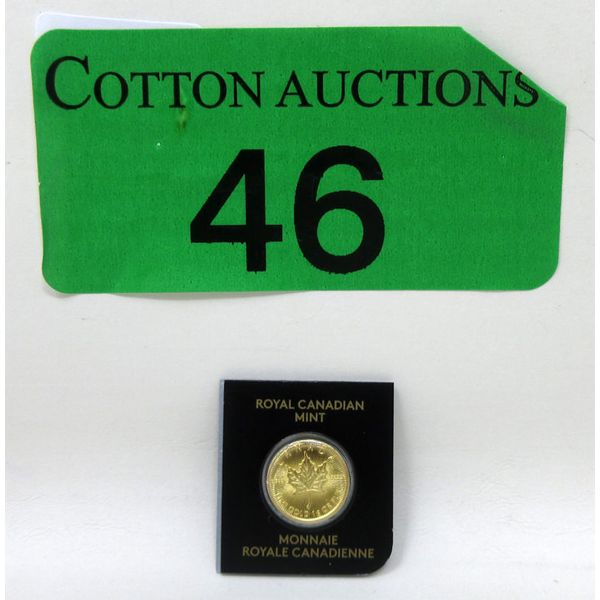 COTTON AUCTIONS
46
ROYAL CANADIAN
MINT
MONNAIE
ROYALE CANADIENNE